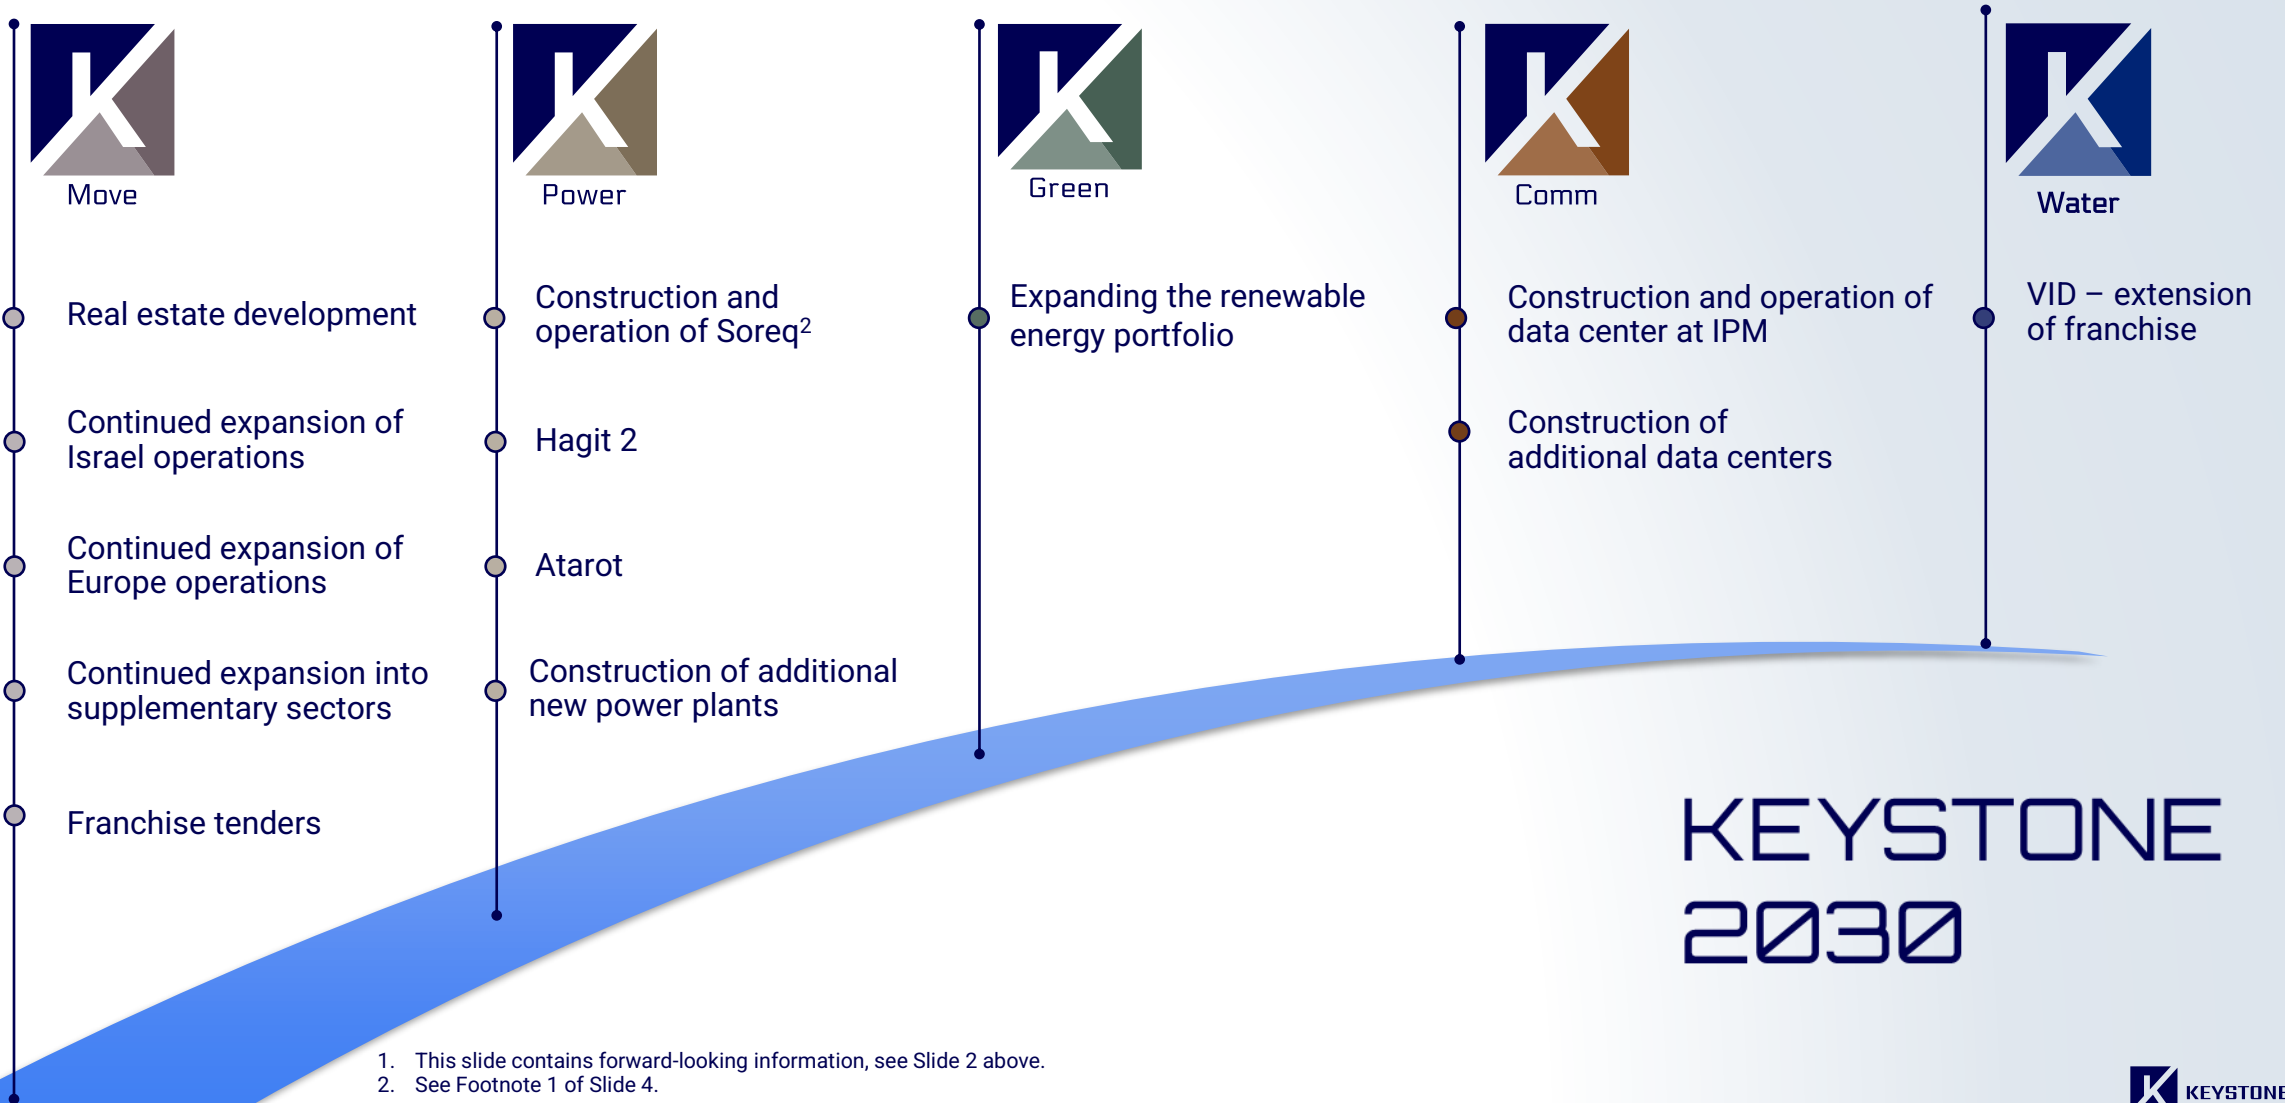 Move
Real estate development
Continued expansion of
Israel operations
Continued expansion of
Europe operations
Continued expansion into
supplementary sectors
Franchise tenders
Power
Construction and
operation of Soreq²
Hagit 2
Atarot
Construction of additional
new power plants
Green
Expanding the renewable
energy portfolio
Comm
Construction and operation of
data center at IPM
Construction of
additional data centers
Water
VID – extension
of franchise
KEYSTONE
2030
1. This slide contains forward-looking information, see Slide 2 above.
2. See Footnote 1 of Slide 4.
KEYSTONE